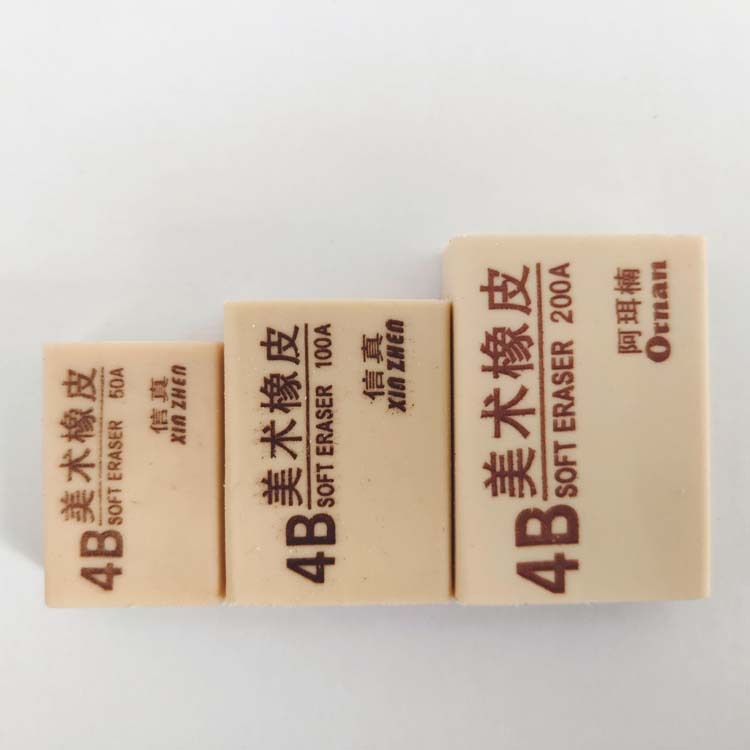 4B 美术橡皮
SOFT ERASER 50A
信真
XIN ZHEN
4B 美术橡皮
SOFT ERASER 100A
信真
XIN ZHEN
4B 美术橡皮
SOFT ERASER 200A
阿珥楠
Ornan